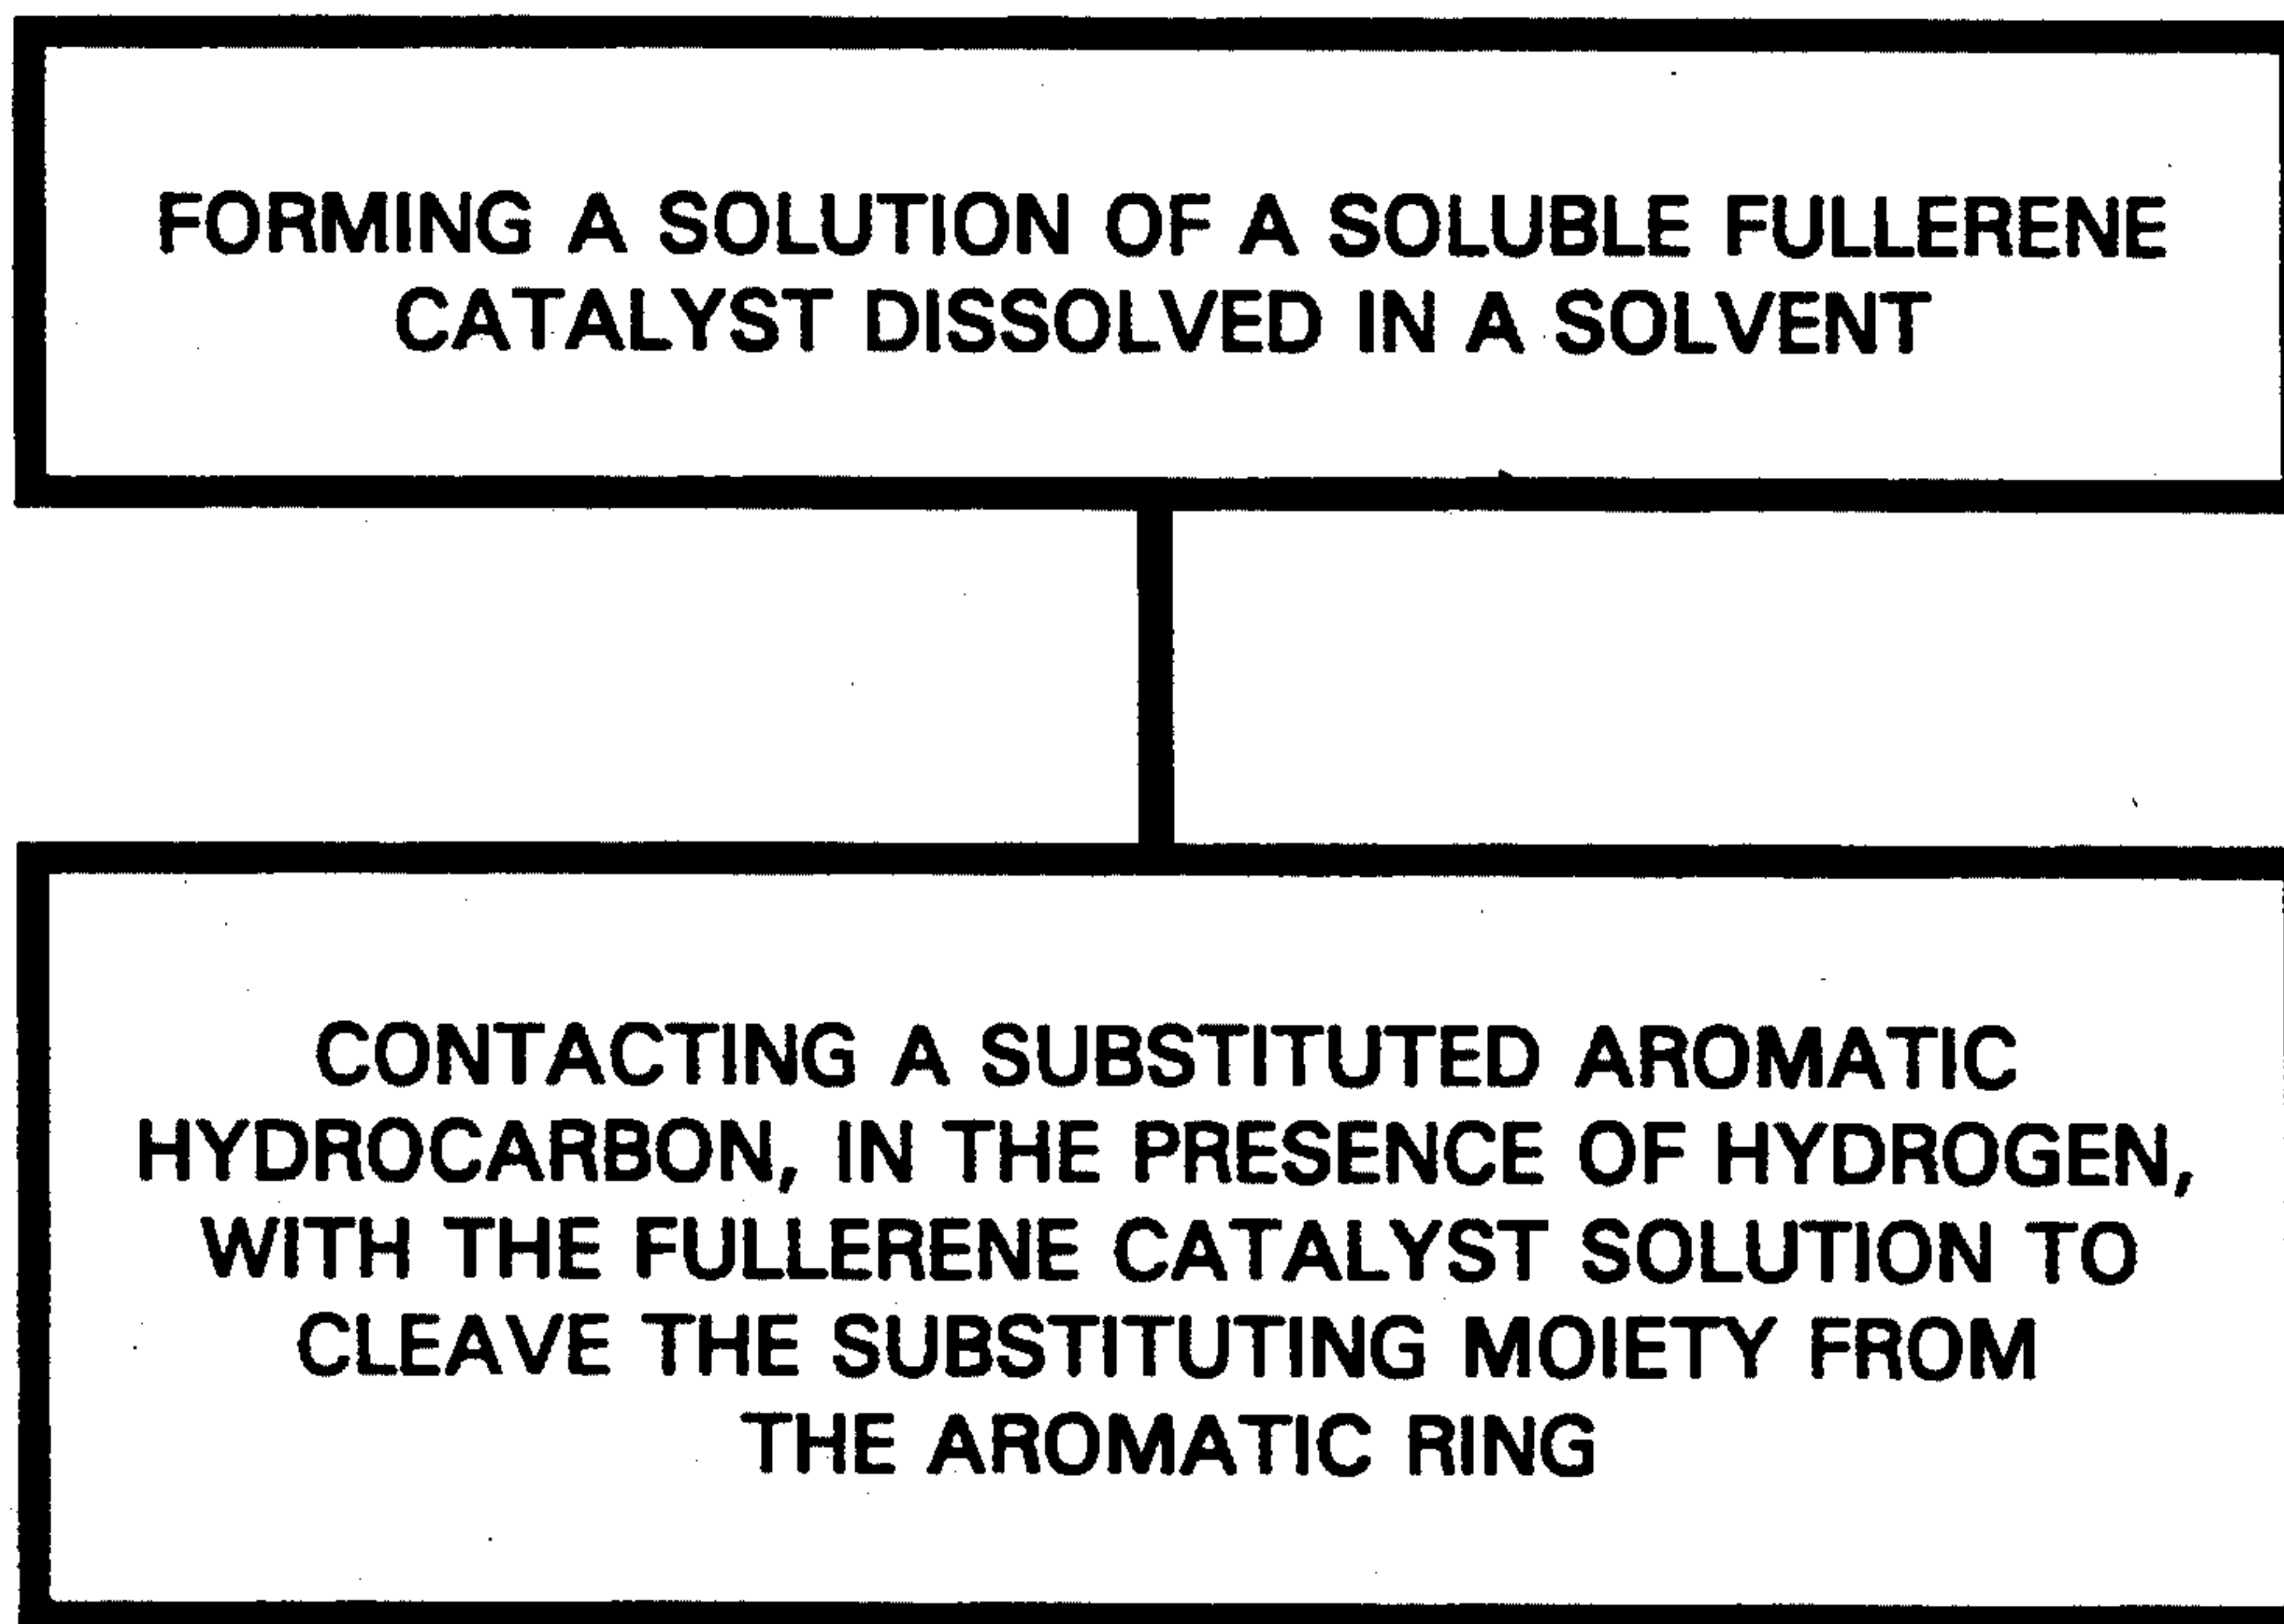 FORMING A SOLUTION OF A SOLUBLE FULLERENE
CATALYST DISSOLVED IN A SOLVENT
CONTACTING A SUBSTITUTED AROMATIC
HYDROCARBON, IN THE PRESENCE OF HYDROGEN,
WITH THE FULLERENE CATALYST SOLUTION TO
CLEAVE THE SUBSTITUTING MOIETY FROM
THE AROMATIC RING